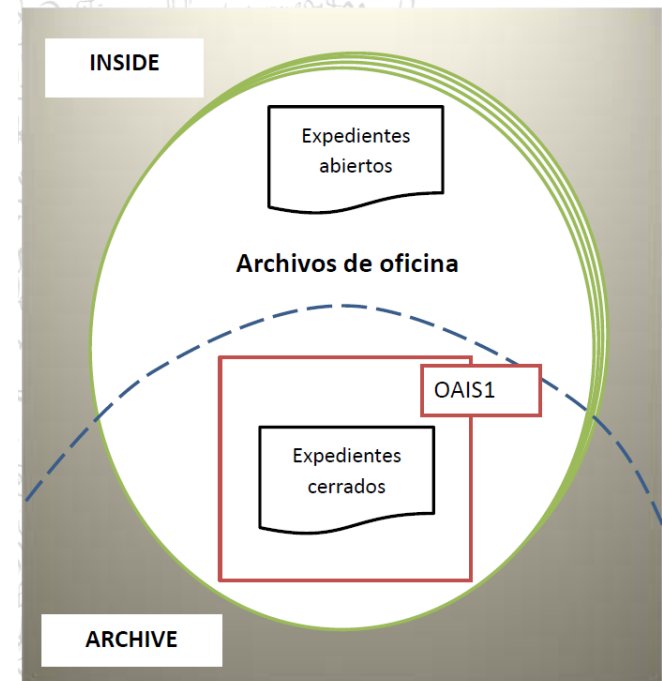 INSIDE
Expedientes
abiertos
Archivos de oficina
OAIS1
Expedientes
cerrados
ARCHIVE